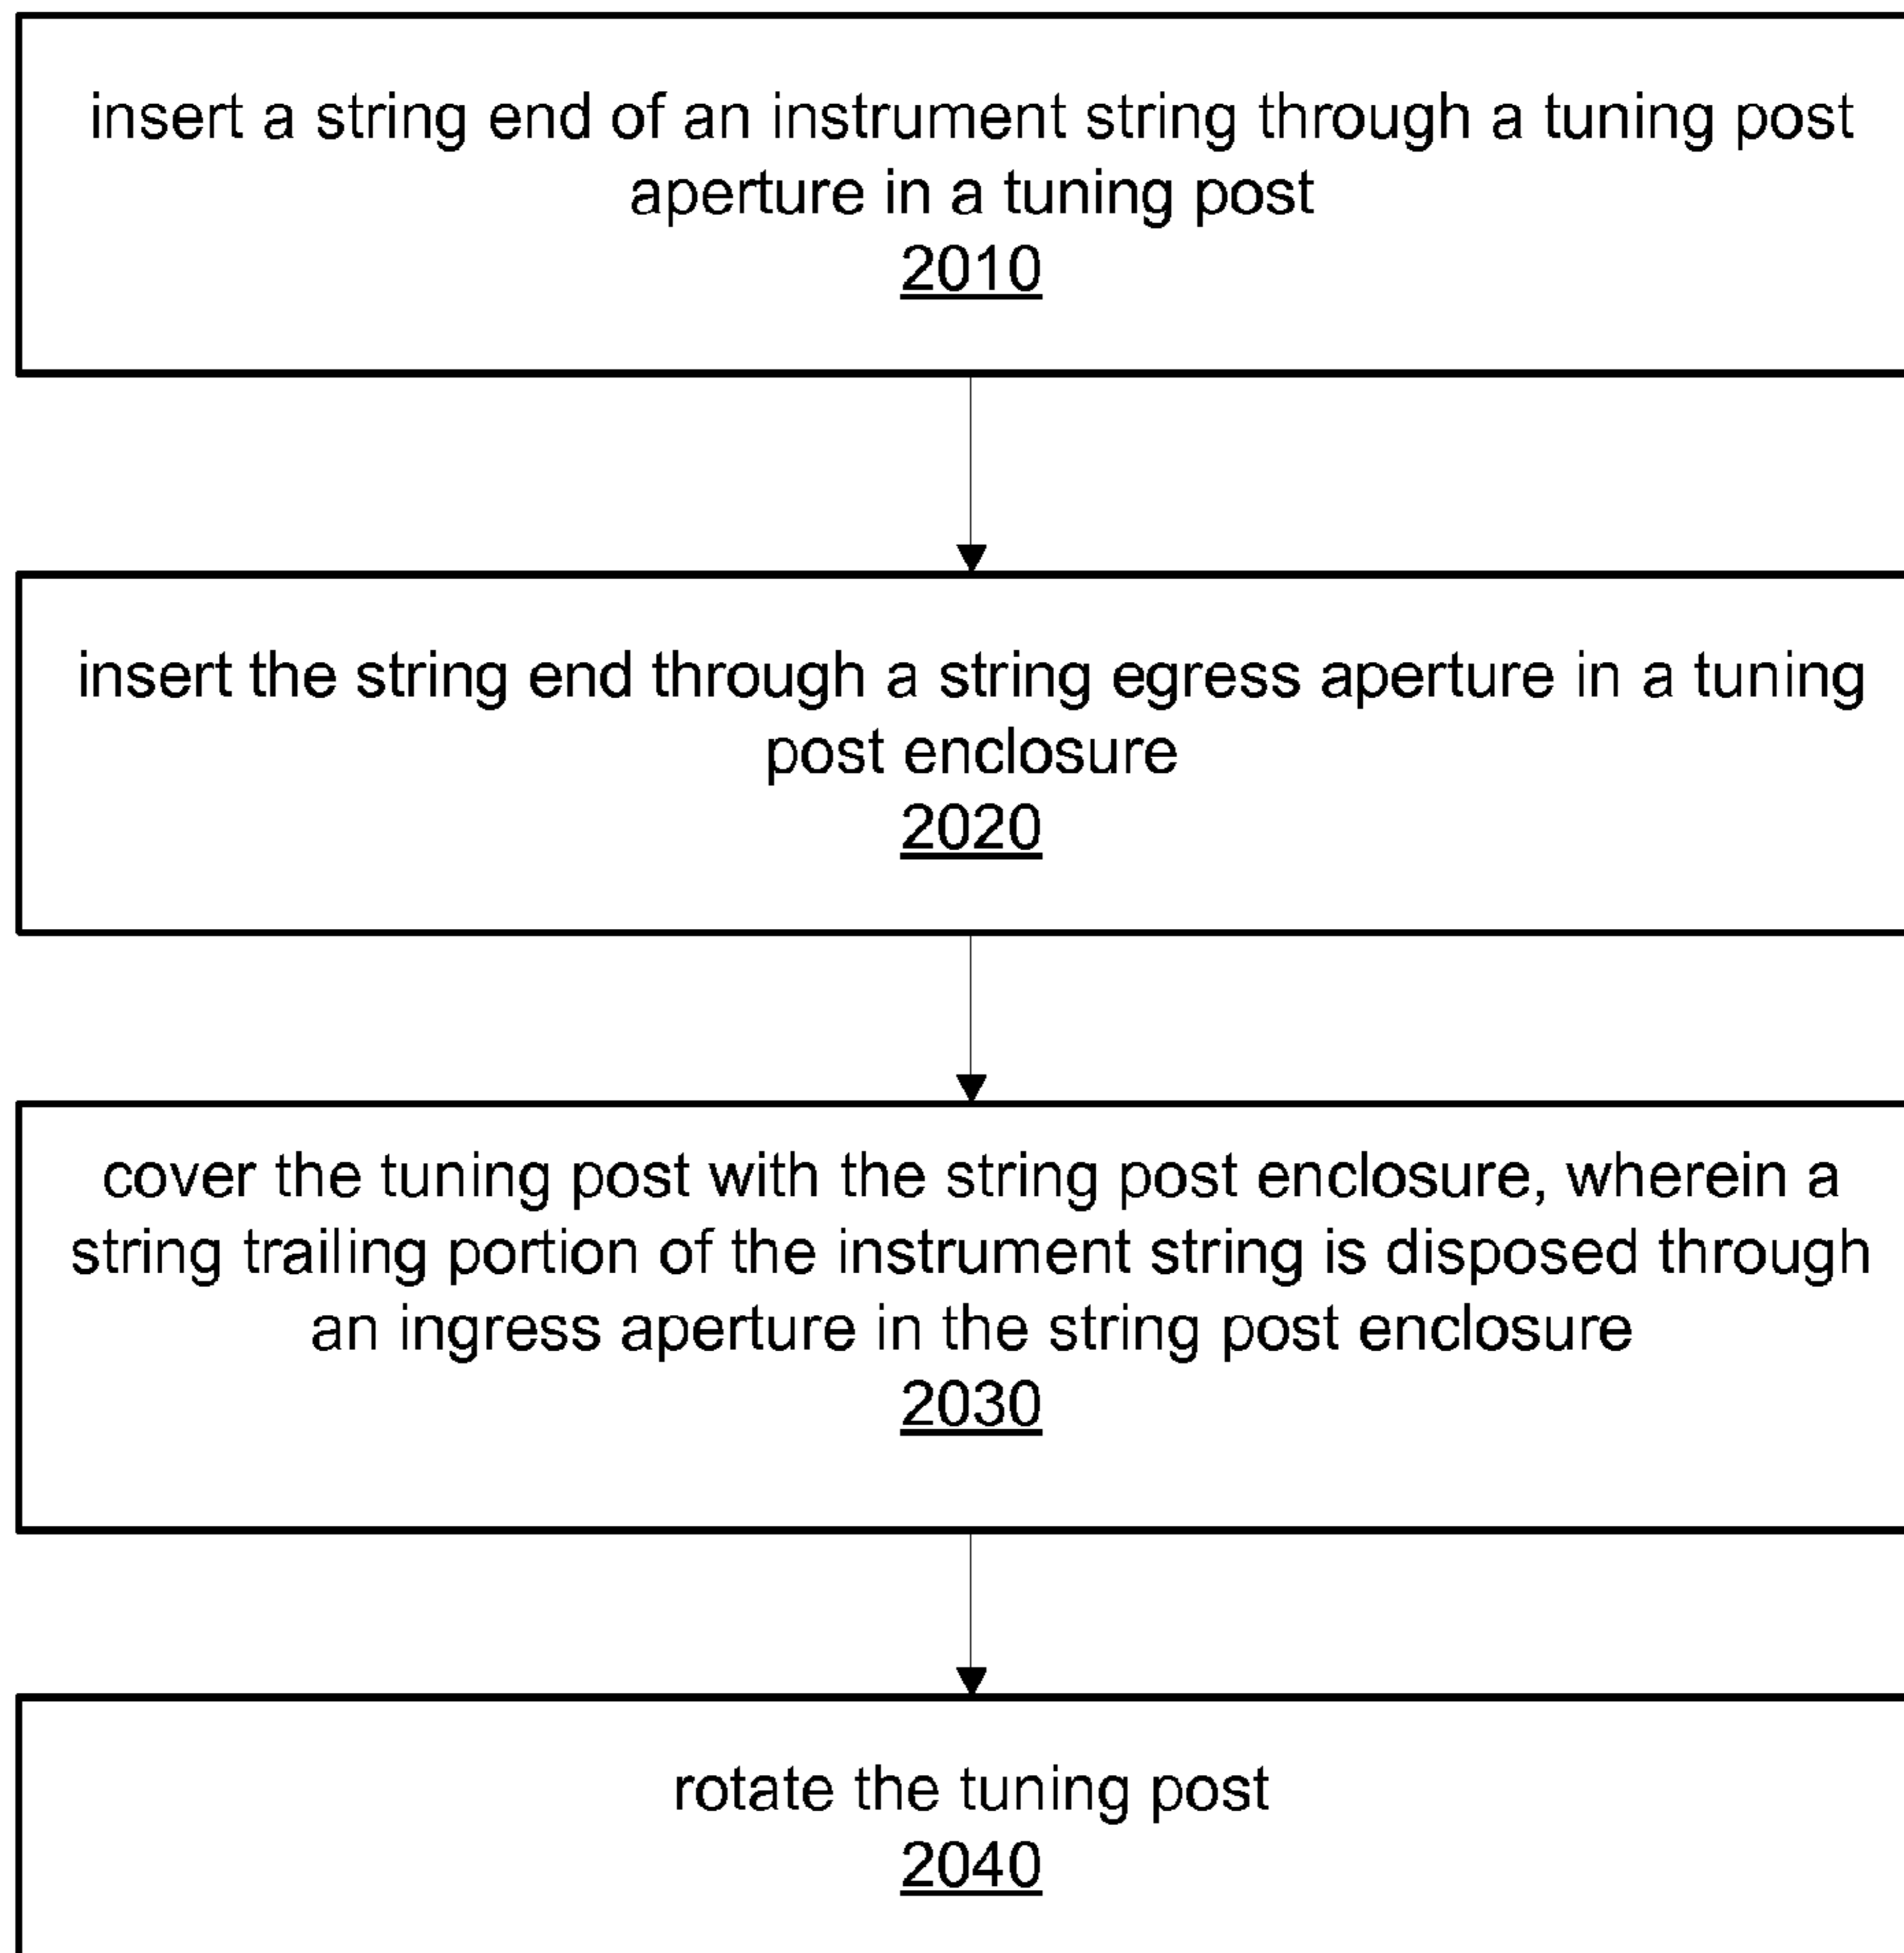 insert a string end of an instrument string through a tuning post
aperture in a tuning post
2010
insert the string end through a string egress aperture in a tuning
post enclosure
2020
cover the tuning post with the string post enclosure, wherein a
string trailing portion of the instrument string is disposed through
an ingress aperture in the string post enclosure
2030
rotate the tuning post
2040